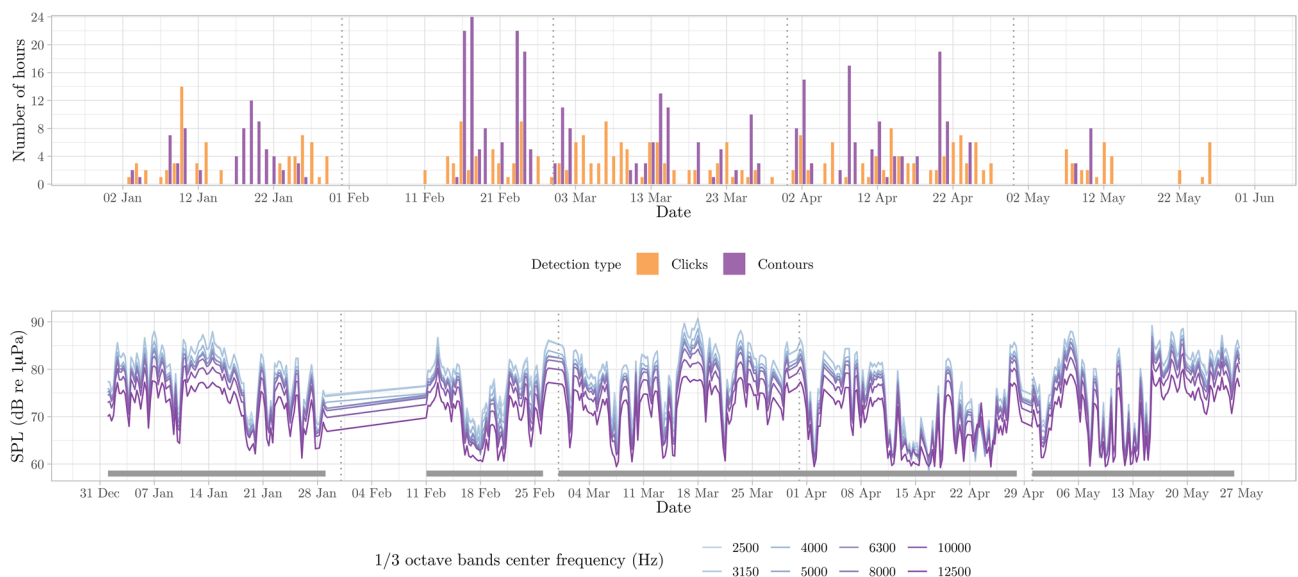 24
20
16
12
8
4
0
Number of hours
02 Jan 12 Jan 22 Jan 01 Feb 11 Feb 21 Feb 03 Mar 13 Mar 23 Mar 02 Apr 12 Apr 22 Apr 02 May 12 May 22 May 01 Jun
Date
Detection type Clicks Contours
90
80
70
60
SPL (dB re 1µPa)
31 Dec 07 Jan 14 Jan 21 Jan 28 Jan 04 Feb 11 Feb 18 Feb 25 Feb 04 Mar 11 Mar 18 Mar 25 Mar 01 Apr 08 Apr 15 Apr 22 Apr 29 Apr 06 May 13 May 20 May 27 May
Date
1/3 octave bands center frequency (Hz)
2500 4000 6300 10000
3150 5000 8000 12500